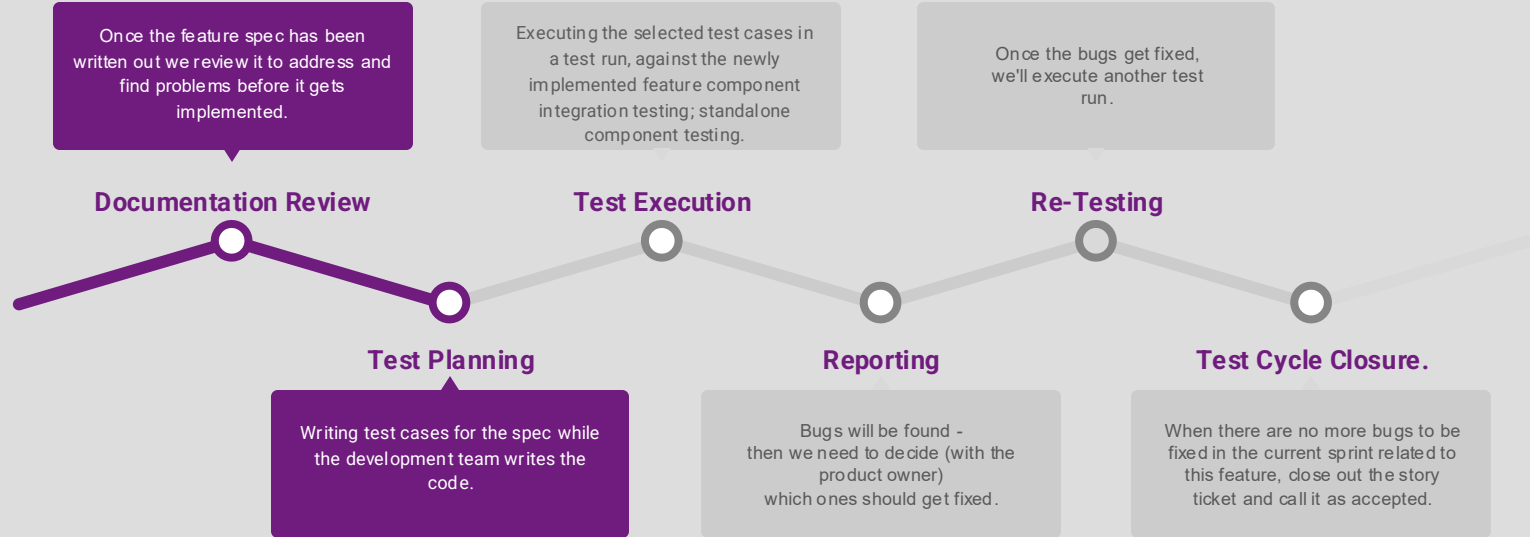 Once the feature spec has been
written out we review it to address and
find problems before it gets
implemented.
Documentation Review
Test Planning
Writing test cases for the spec while
the development team writes the
code.
Executing the selected test cases in
a test run, against the newly
implemented feature component
integration testing; standalone
component testing.
Test Execution
Reporting
Bugs will be found -
then we need to decide (with the
product owner)
which ones should get fixed.
Once the bugs get fixed,
we'll execute another test
run.
Re-Testing
Test Cycle Closure.
When there are no more bugs to be
fixed in the current sprint related to
this feature, close out the story
ticket and call it as accepted.